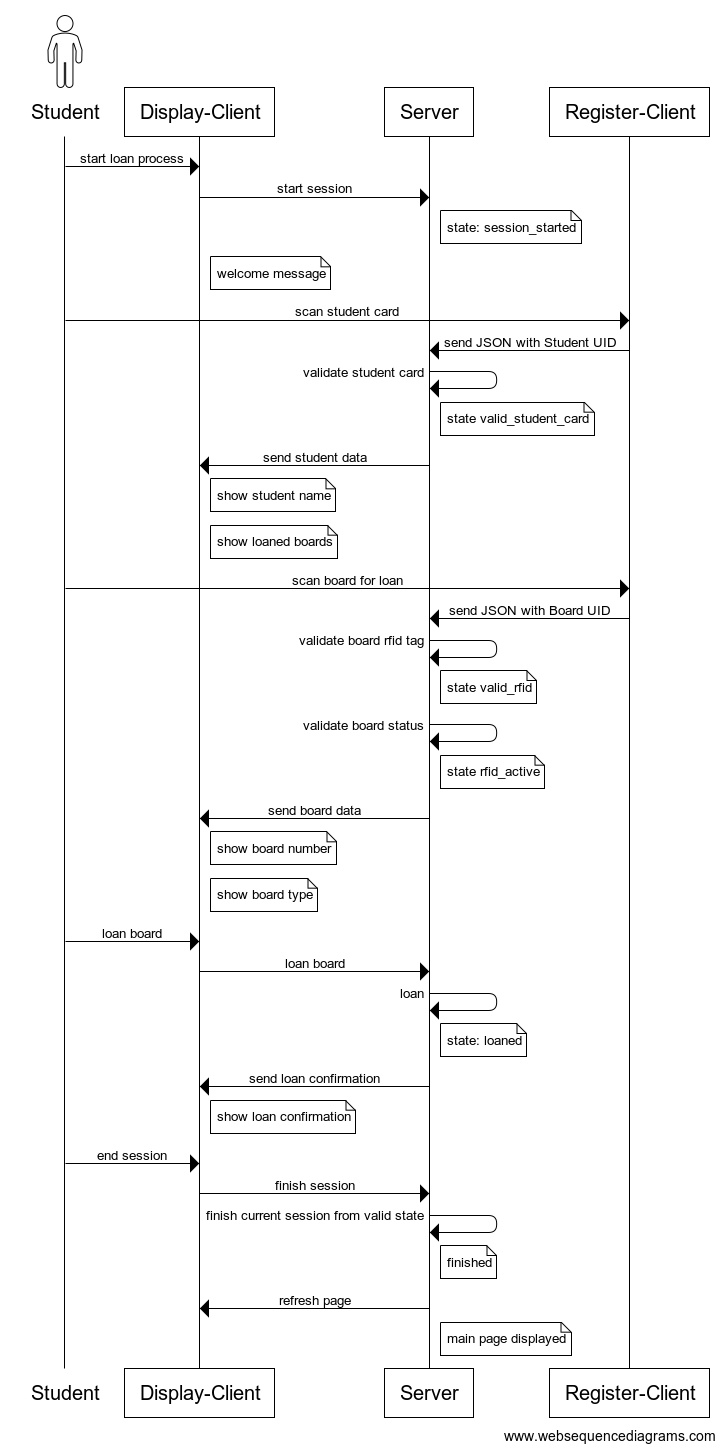 Student
Display-Client
Server
Register-Client
start loan process
start session
state: session_started
welcome message
scan student card
send JSON with Student UID
validate student card
state valid_student_card
send student data
show student name
show loaned boards
scan board for loan
send JSON with Board UID
validate board rfid tag
state valid_rfid
validate board status
state rfid_active
send board data
show board number
show board type
loan board
loan board
loan
state: loaned
send loan confirmation
show loan confirmation
end session
finish session
finish current session from valid state
finished
refresh page
main page displayed
Student
Display-Client
Server
Register-Client
www.websequencediagrams.com